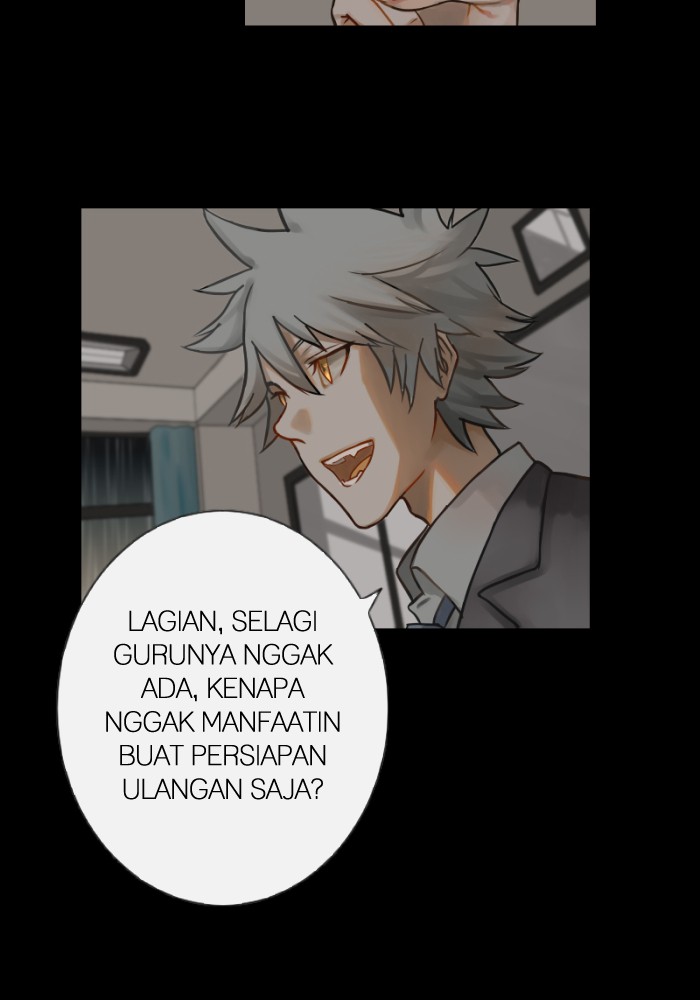 LAGIAN, SELAGI
GURUNYA NGGAK
ADA, KENAPA
NGGAK MANFAATIN
BUAT PERSIAPAN
ULANGAN SAJA?